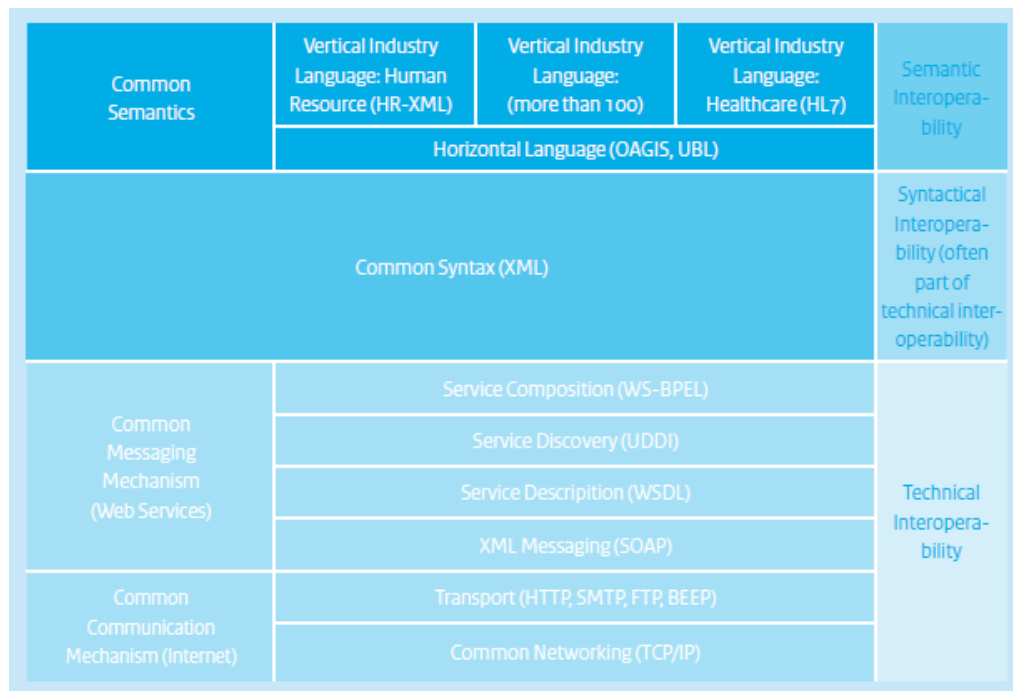 Common
Semantics
Vertical Industry
Language: Human
Resource (HR-XML)
Vertical Industry
Language:
(more than 100)
Vertical Industry
Language:
Healthcare (HL7)
Semantic
Interopera-
bility
Horizontal Language (OAGIS, UBL)
Common Syntax (XML)
Syntactical
Interopera-
bility (often
part of
technical inter-
operability)
Common
Messaging
Mechanism
(Web Services)
Service Composition (WS-BPEL)
Service Discovery (UDDI)
Service Descripition (WSDL)
XML Messaging (SOAP)
Technical
Interopera-
bility
Common
Communication
Mechanism (Internet)
Transport (HTTP, SMTP, FTP, BEEP)
Common Networking (TCP/IP)